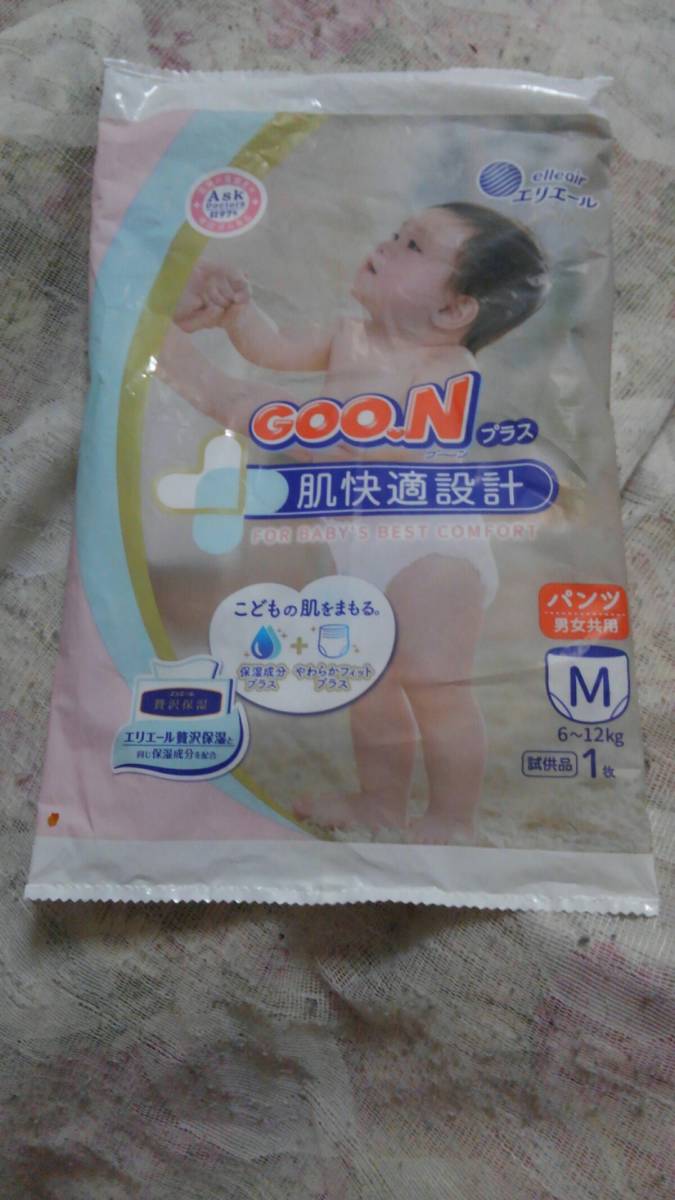 Ask
Doctors
elleair
エリエール
GOO.N
プラス
グーン
肌快適設計
FOR BABY'S BEST COMFORT
こどもの肌をまもる。
保湿成分
プラス
+
やわらかフィット
プラス
エリエール
贅沢保湿
エリエール贅沢保湿と
同じ保湿成分を配合
パンツ
男女共用
M
6～12kg
試供品 1枚